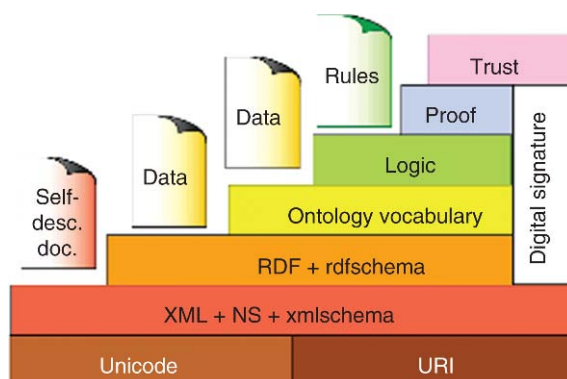 Rules
Trust
Data
Proof
Data
Logic
Self-
desc.
doc.
Ontology vocabulary
Digital signature
RDF + rdfschema
XML + NS + xmlschema
Unicode
URI